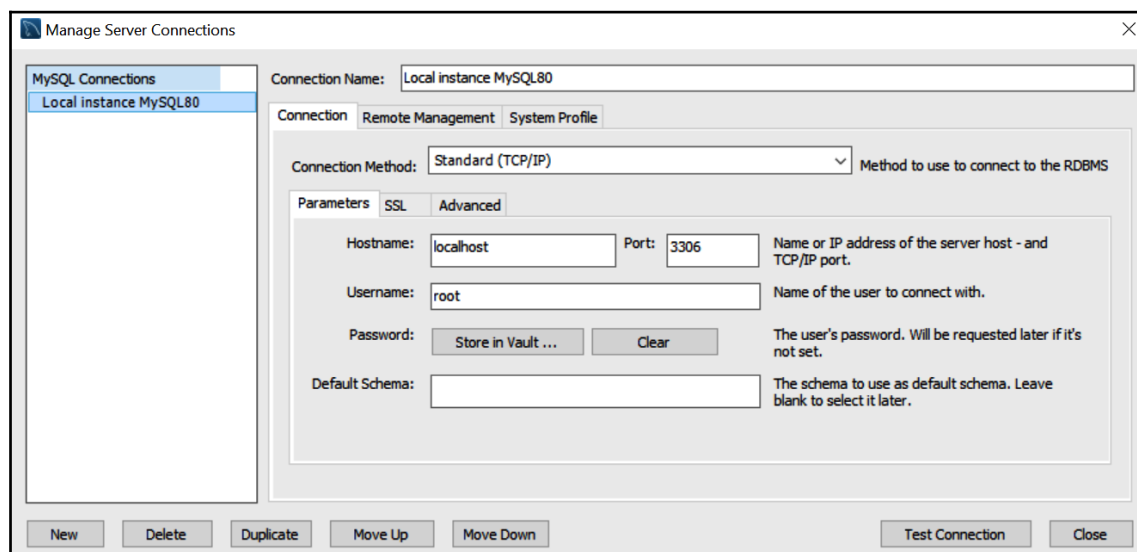 Manage Server Connections
MySQL Connections
Local instance MySQL80
Connection Name: Local instance MySQL80
Connection Remote Management System Profile
Connection Method: Standard (TCP/IP) Method to use to connect to the RDBMS
Parameters SSL Advanced
Hostname: localhost Port: 3306 Name or IP address of the server host - and
TCP/IP port.
Username: root Name of the user to connect with.
Password: Store in Vault ... Clear The user's password. Will be requested later if it's
not set.
Default Schema: The schema to use as default schema. Leave
blank to select it later.
New Delete Duplicate Move Up Move Down Test Connection Close